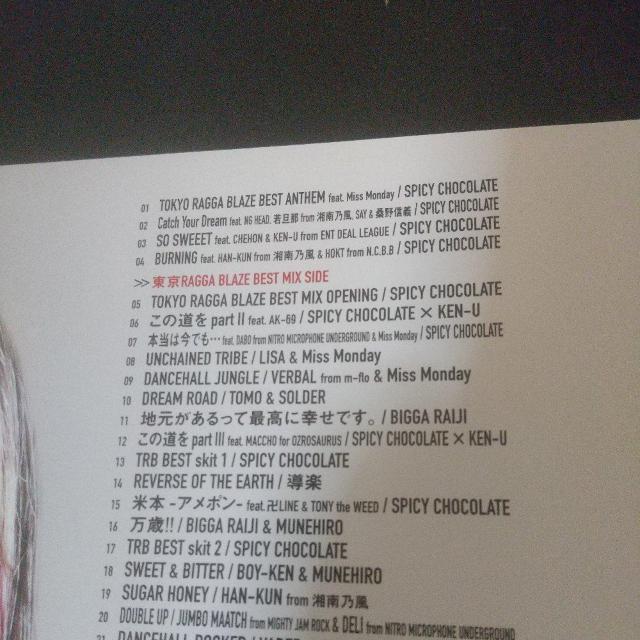 01 TOKYO RAGGA BLAZE BEST ANTHEM feat. Miss Monday / SPICY CHOCOLATE
02 Catch Your Dream feat. NG HEAD, 若旦那 from 湘南乃風, SAY & 桑野信義 / SPICY CHOCOLATE
03 SO SWEEET feat. CHEHON & KEN-U from ENT DEAL LEAGUE / SPICY CHOCOLATE
04 BURNING feat. HAN-KUN from 湘南乃風 & HOKT from N.C.B.B / SPICY CHOCOLATE
>> 東京RAGGA BLAZE BEST MIX SIDE
05 TOKYO RAGGA BLAZE BEST MIX OPENING / SPICY CHOCOLATE
06 この道を part II feat. AK-69 / SPICY CHOCOLATE × KEN-U
07 本当は今でも… feat. DABO from NITRO MICROPHONE UNDERGROUND & Miss Monday / SPICY CHOCOLATE
08 UNCHAINED TRIBE / LISA & Miss Monday
09 DANCEHALL JUNGLE / VERBAL from m-flo & Miss Monday
10 DREAM ROAD / TOMO & SOLDER
11 地元があるって最高に幸せです。 / BIGGA RAIJI
12 この道を part III feat. MACCHO for OZROSAURUS / SPICY CHOCOLATE × KEN-U
13 TRB BEST skit 1 / SPICY CHOCOLATE
14 REVERSE OF THE EARTH / 導楽
15 米本 -アメポン- feat. 卍LINE & TONY the WEED / SPICY CHOCOLATE
16 万歳!! / BIGGA RAIJI & MUNEHIRO
17 TRB BEST skit 2 / SPICY CHOCOLATE
18 SWEET & BITTER / BOY-KEN & MUNEHIRO
19 SUGAR HONEY / HAN-KUN from 湘南乃風
20 DOUBLE UP / JUMBO MAATCH from MIGHTY JAM ROCK & DELI from NITRO MICROPHONE UNDERGROUND
21 DANCEHALL